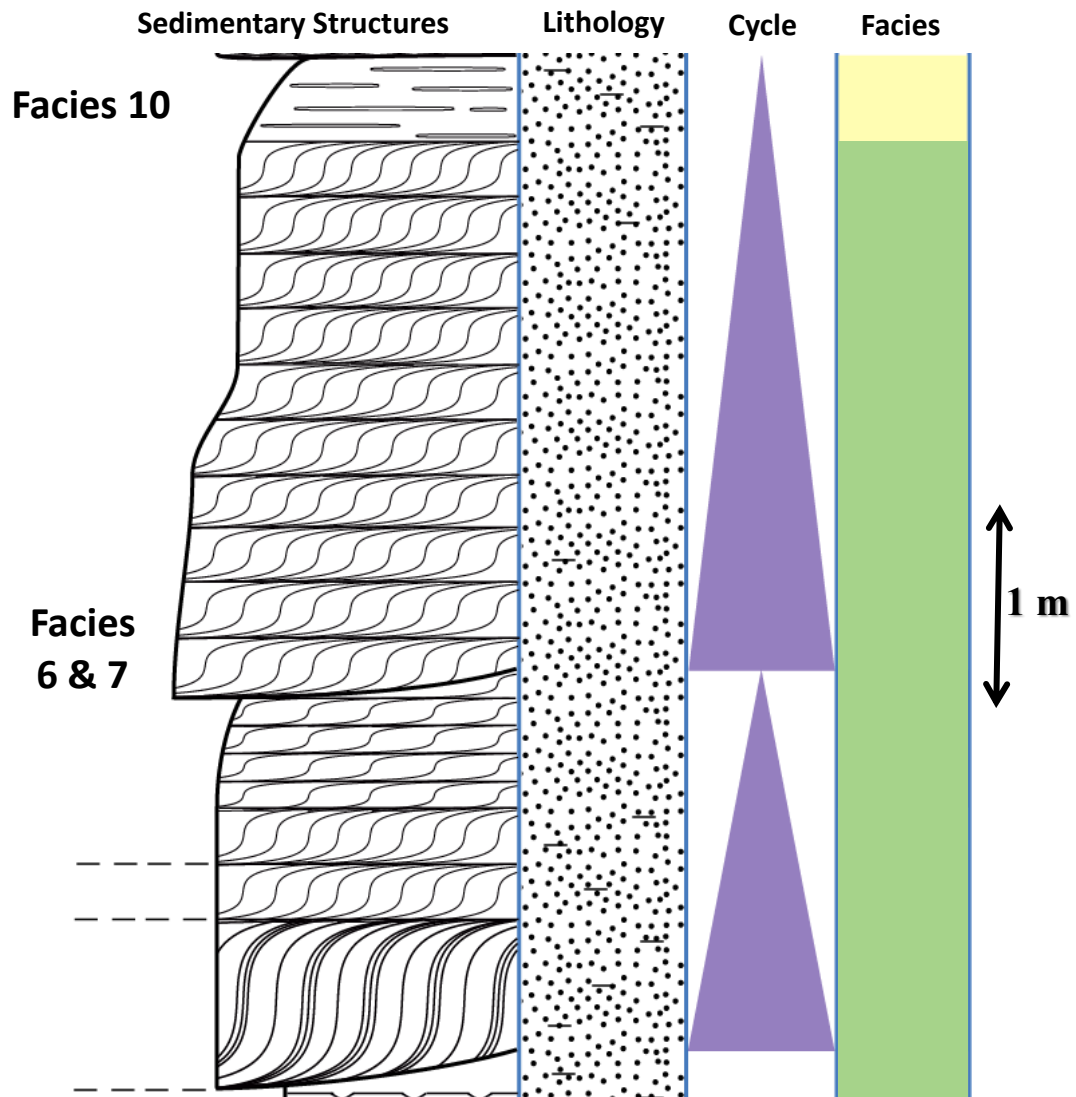 Sedimentary Structures
Lithology
Cycle
Facies
Facies 10
Facies
6 & 7
1 m